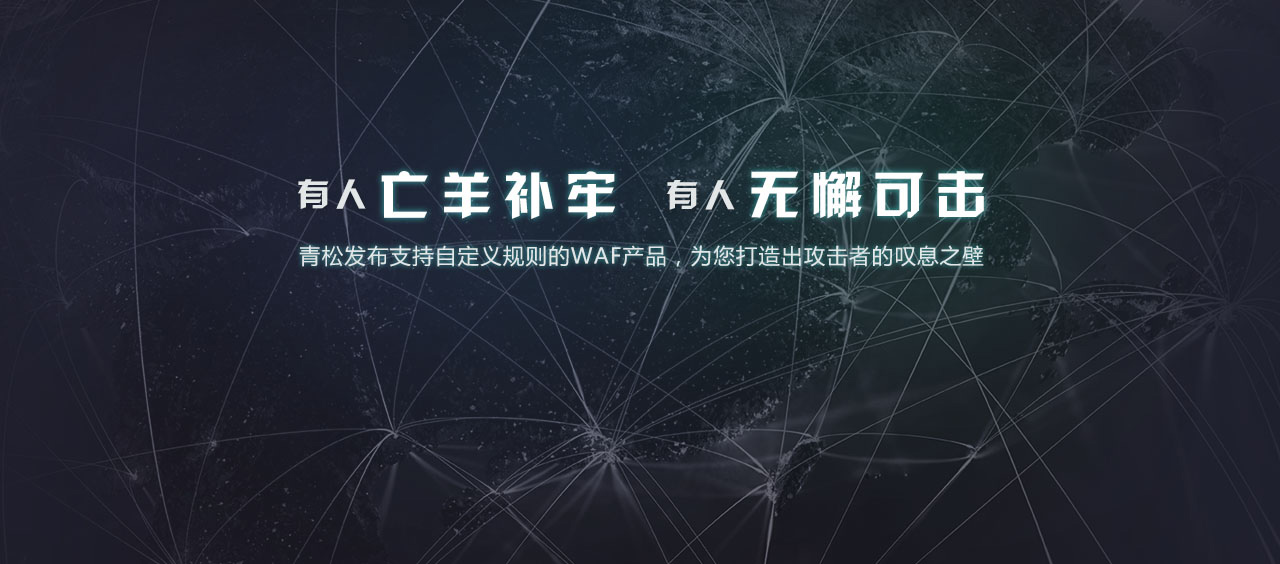 有人亡羊补牢 有人无懈可击
青松发布支持自定义规则的WAF产品，为您打造出攻击者的叹息之壁